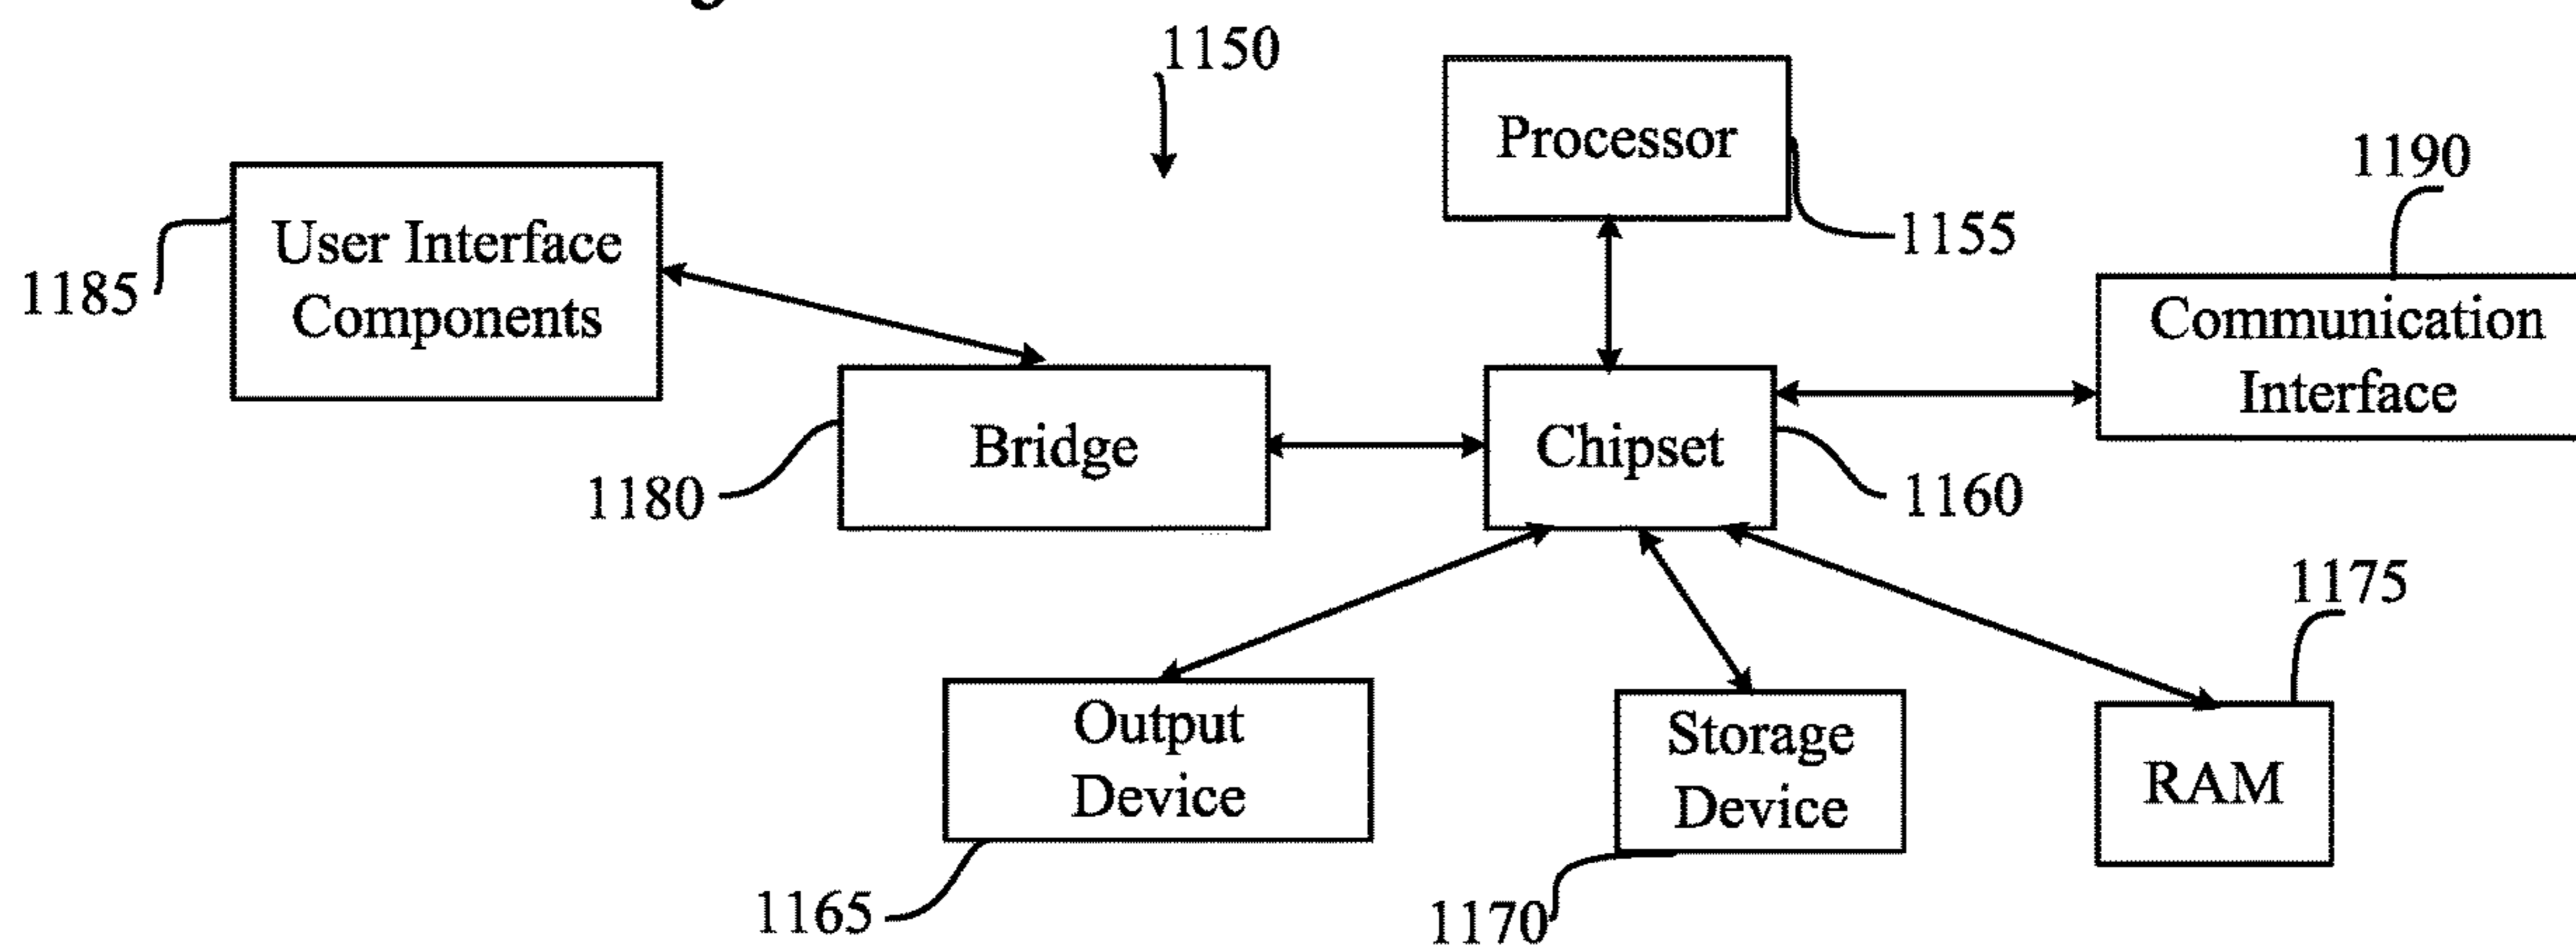 1150
Processor
1190
1155
User Interface
Components
1185
Communication
Interface
Bridge
Chipset
1180
1160
1175
Output
Device
Storage
Device
RAM
1165
1170